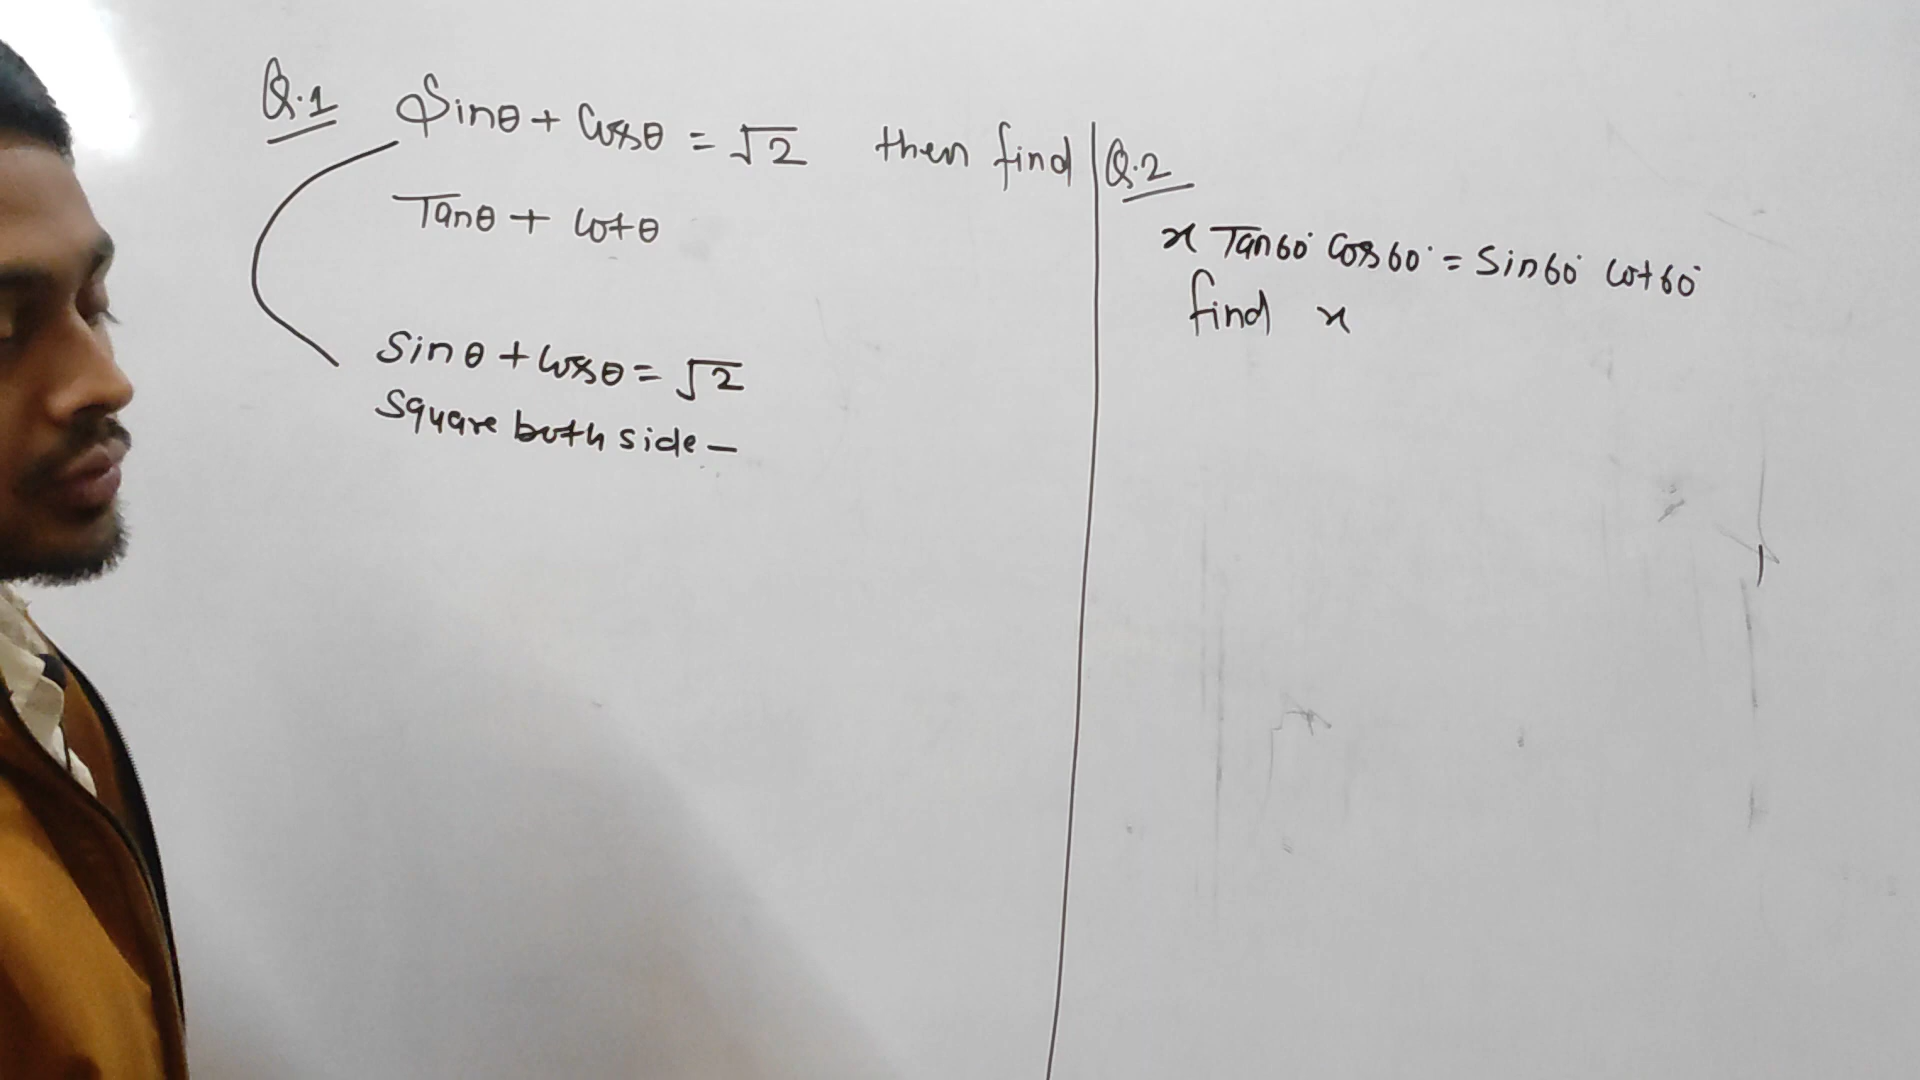 Q.1 Sinθ + Cosθ = √2 then find
Tanθ + Cotθ
Sinθ + Cosθ = √2
Square both side –
Q.2
x Tan60° Cos60° = Sin60° Cot60°
find x